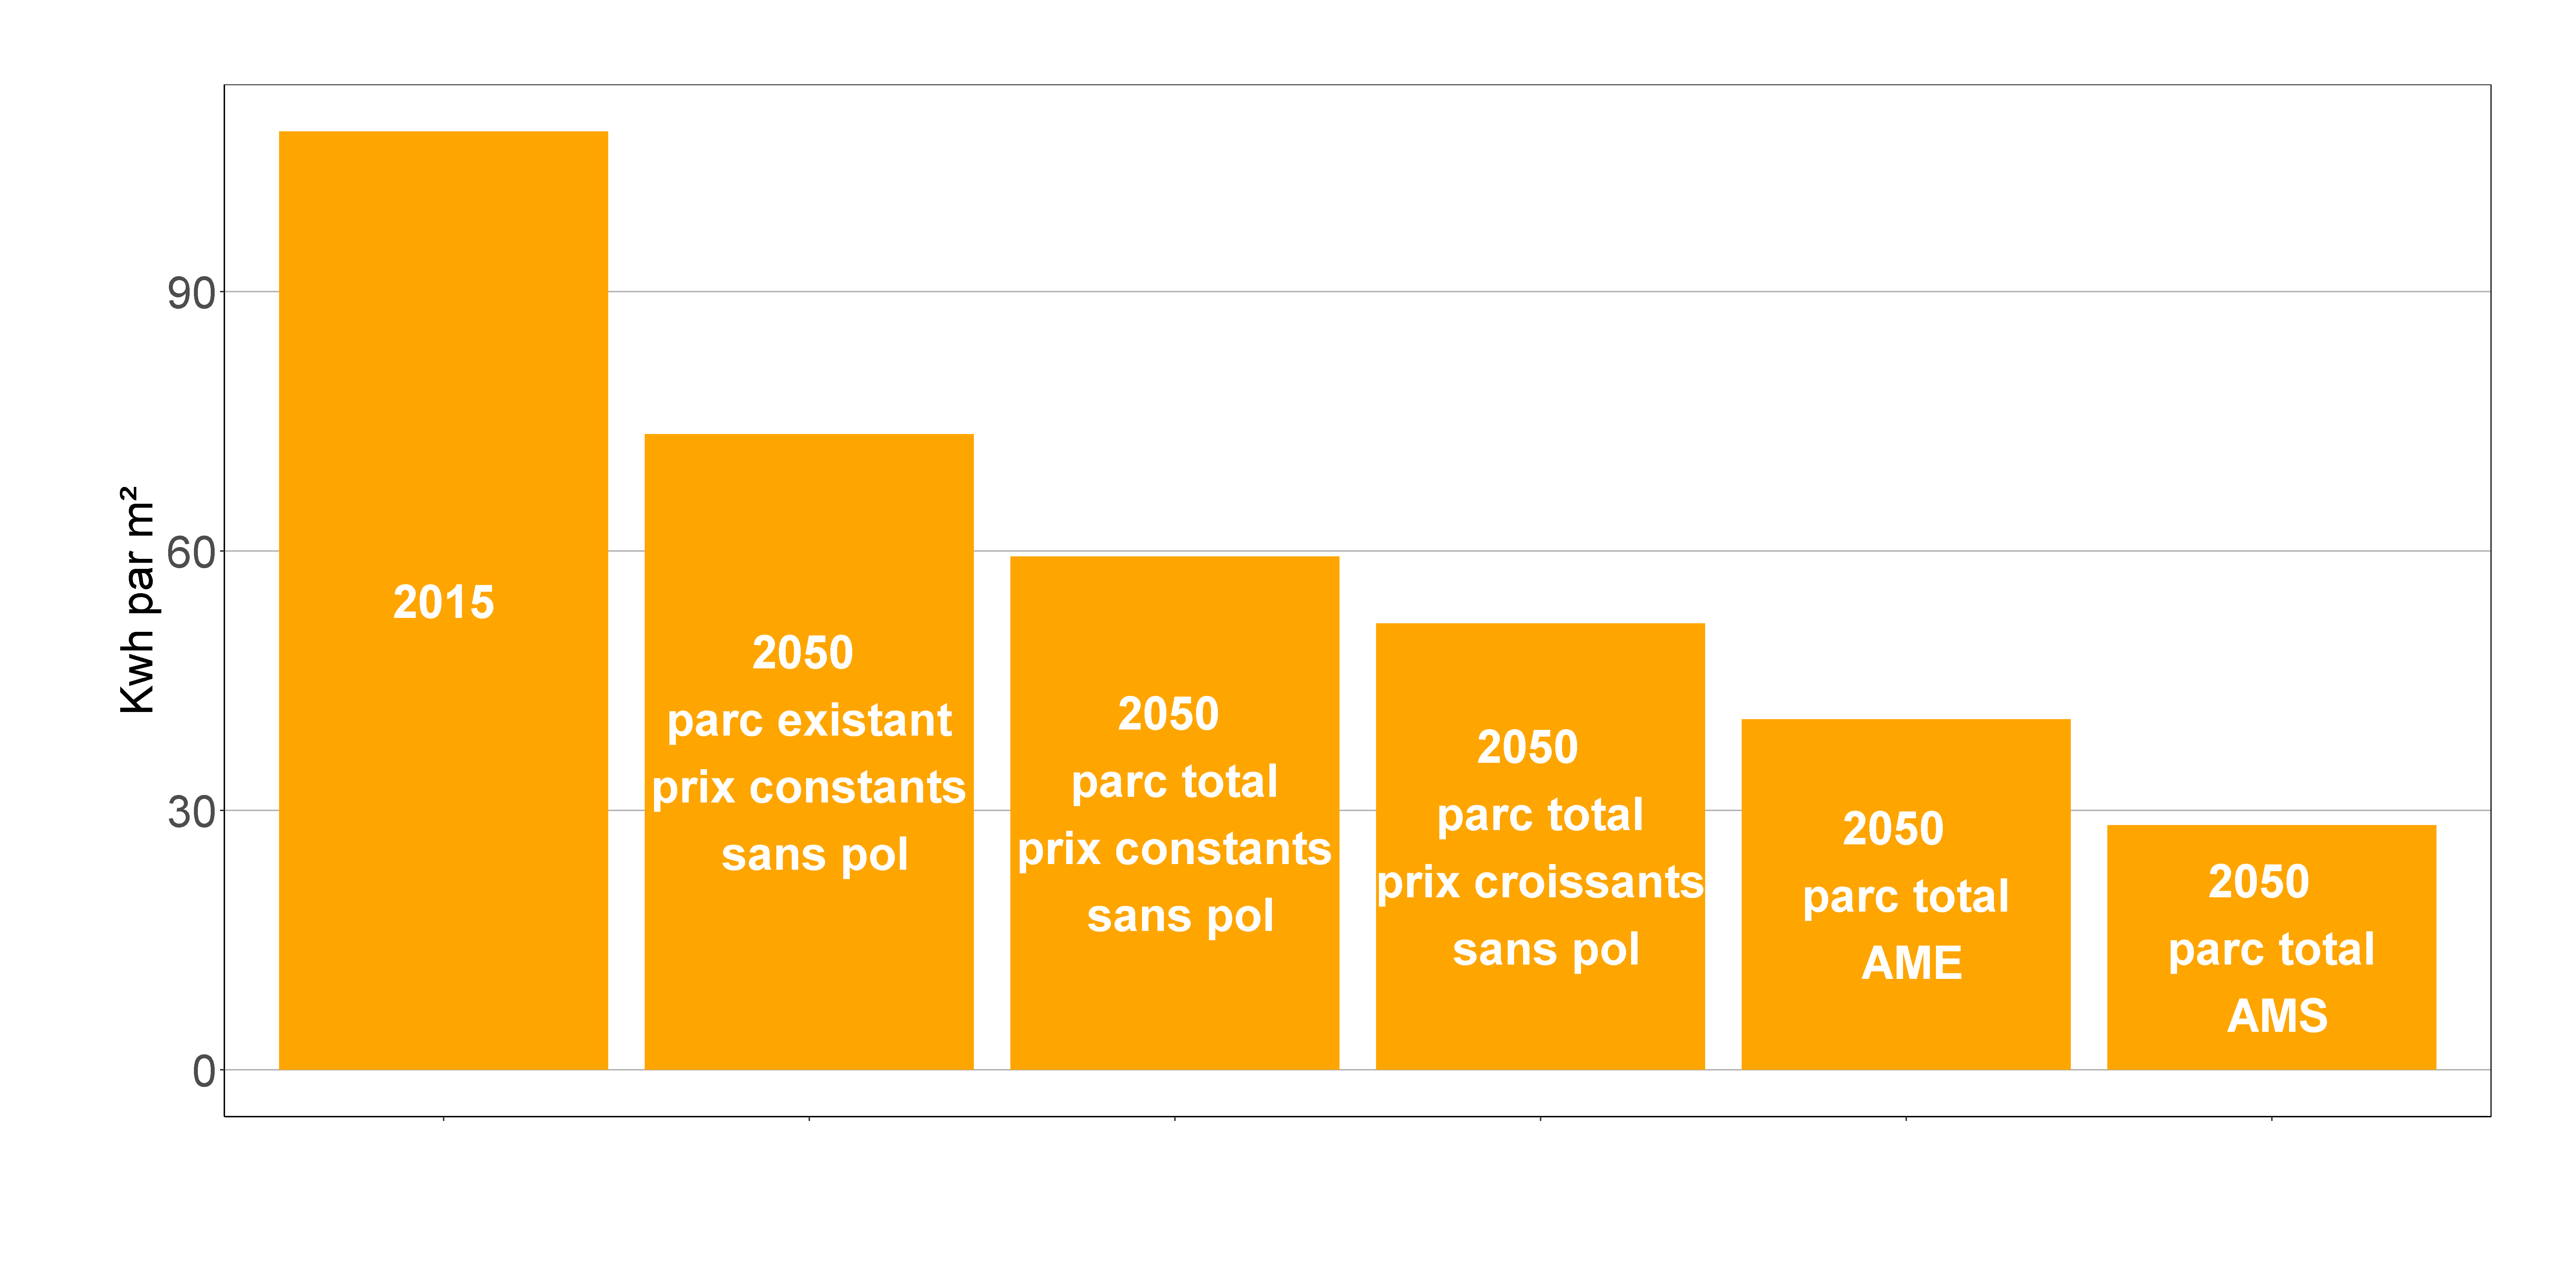 Kwh par m²
90
60
30
0
2015
2050
parc existant
prix constants
sans pol
2050
parc total
prix constants
sans pol
2050
parc total
prix croissants
sans pol
2050
parc total
AME
2050
parc total
AMS